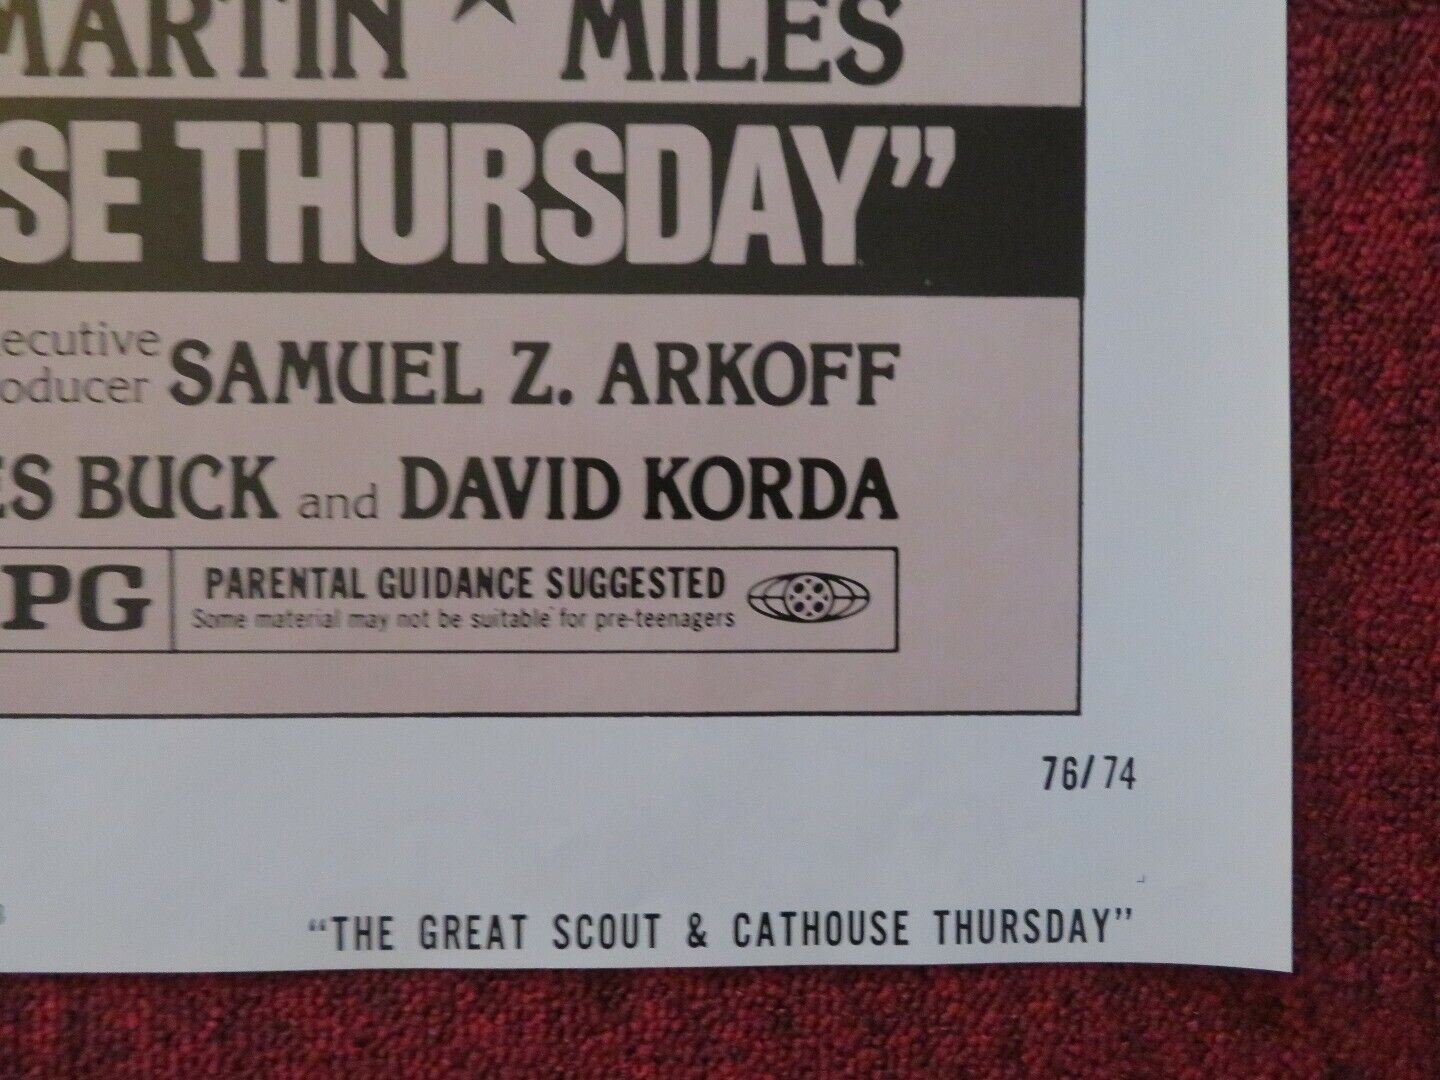 MARTIN ★ MILES
SE THURSDAY”
ecutive
oducer SAMUEL Z. ARKOFF
ES BUCK and DAVID KORDA
PG PARENTAL GUIDANCE SUGGESTED
Some material may not be suitable for pre-teenagers
76/74
“THE GREAT SCOUT & CATHOUSE THURSDAY”